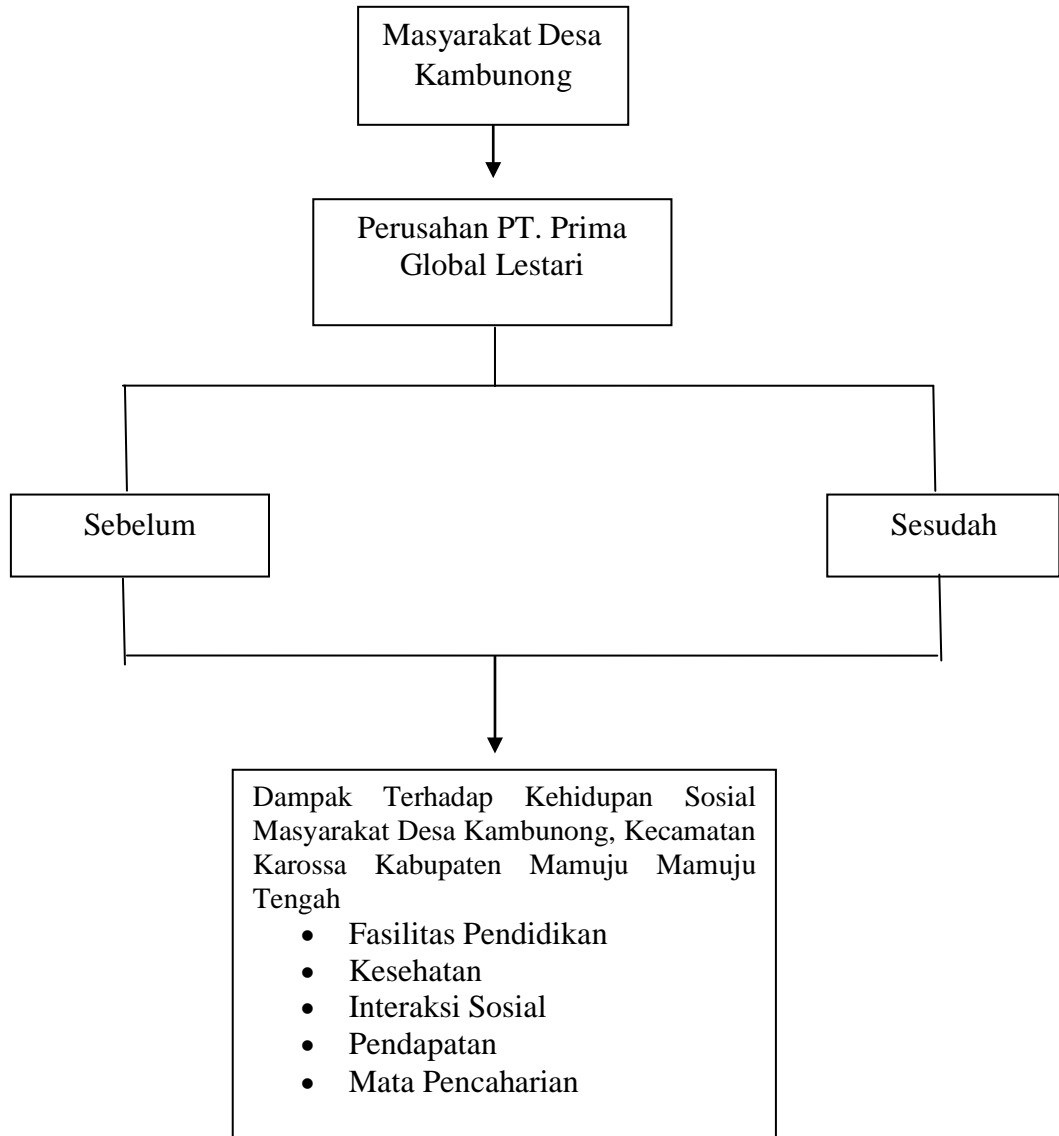 Masyarakat Desa
Kambunong
Perusahan PT. Prima
Global Lestari
Sebelum
Sesudah
Dampak Terhadap Kehidupan Sosial
Masyarakat Desa Kambunong, Kecamatan
Karossa Kabupaten Mamuju Mamuju
Tengah
• Fasilitas Pendidikan
• Kesehatan
• Interaksi Sosial
• Pendapatan
• Mata Pencaharian